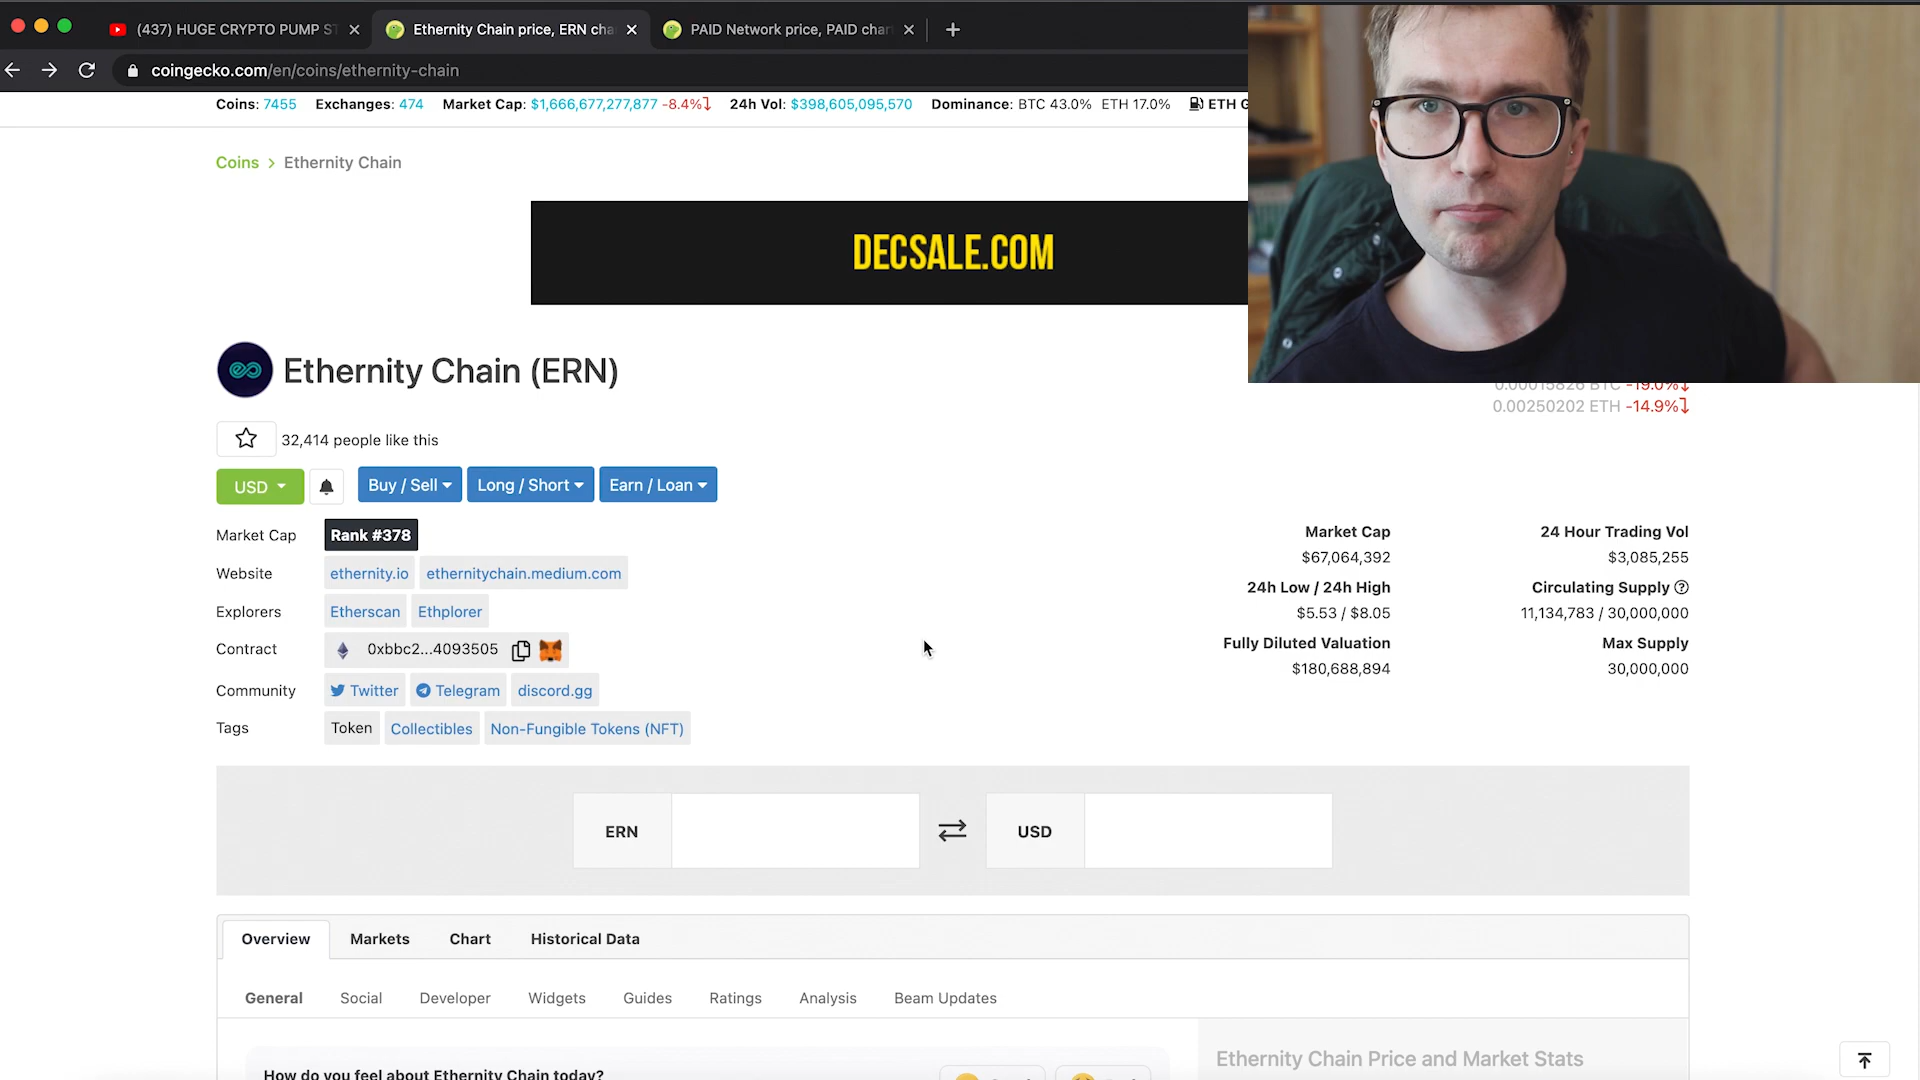 (437) HUGE CRYPTO PUMP ST
Ethernity Chain price, ERN cha
PAID Network price, PAID char
coingecko.com/en/coins/ethernity-chain
Coins: 7455 Exchanges: 474 Market Cap: $1,666,677,277,877 -8.4% 24h Vol: $398,605,095,570 Dominance: BTC 43.0% ETH 17.0% ETH G
Coins > Ethernity Chain
DECSALE.COM
Ethernity Chain (ERN)
0.00015826 BTC -19.0%
0.00250202 ETH -14.9%
32,414 people like this
USD Buy / Sell Long / Short Earn / Loan
Market Cap Rank #378
Website ethernity.io ethernitychain.medium.com
Explorers Etherscan Ethplorer
Contract 0xbbc2...4093505
Community Twitter Telegram discord.gg
Tags Token Collectibles Non-Fungible Tokens (NFT)
Market Cap 24 Hour Trading Vol
$67,064,392 $3,085,255
24h Low / 24h High Circulating Supply
$5.53 / $8.05 11,134,783 / 30,000,000
Fully Diluted Valuation Max Supply
$180,688,894 30,000,000
ERN USD
Overview Markets Chart Historical Data
General Social Developer Widgets Guides Ratings Analysis Beam Updates
How do you feel about Ethernity Chain today?
Ethernity Chain Price and Market Stats